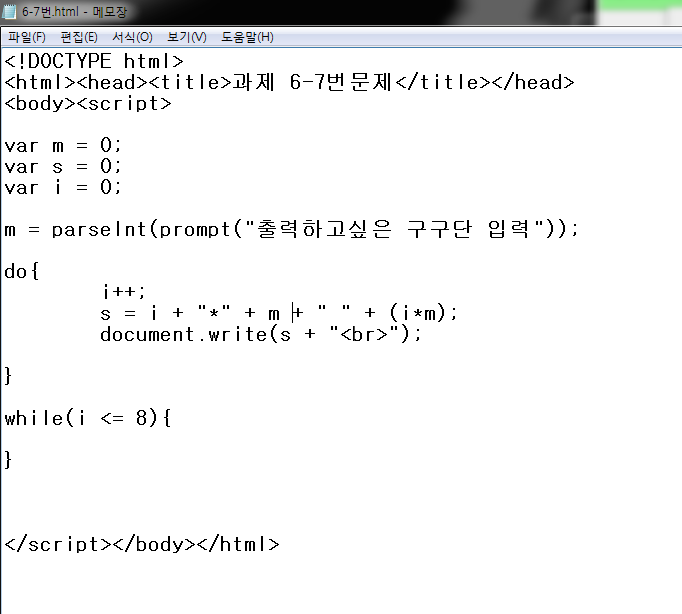 6-7번.html - 메모장
파일(F) 편집(E) 서식(O) 보기(V) 도움말(H)
<!DOCTYPE html>
<html><head><title>과제 6-7번문제</title></head>
<body><script>
var m = 0;
var s = 0;
var i = 0;
m = parseInt(prompt("출력하고싶은 구구단 입력"));
do{
i++;
s = i + "*" + m + " " + (i*m);
document.write(s + "<br>");
}
while(i <= 8){
}
</script></body></html>